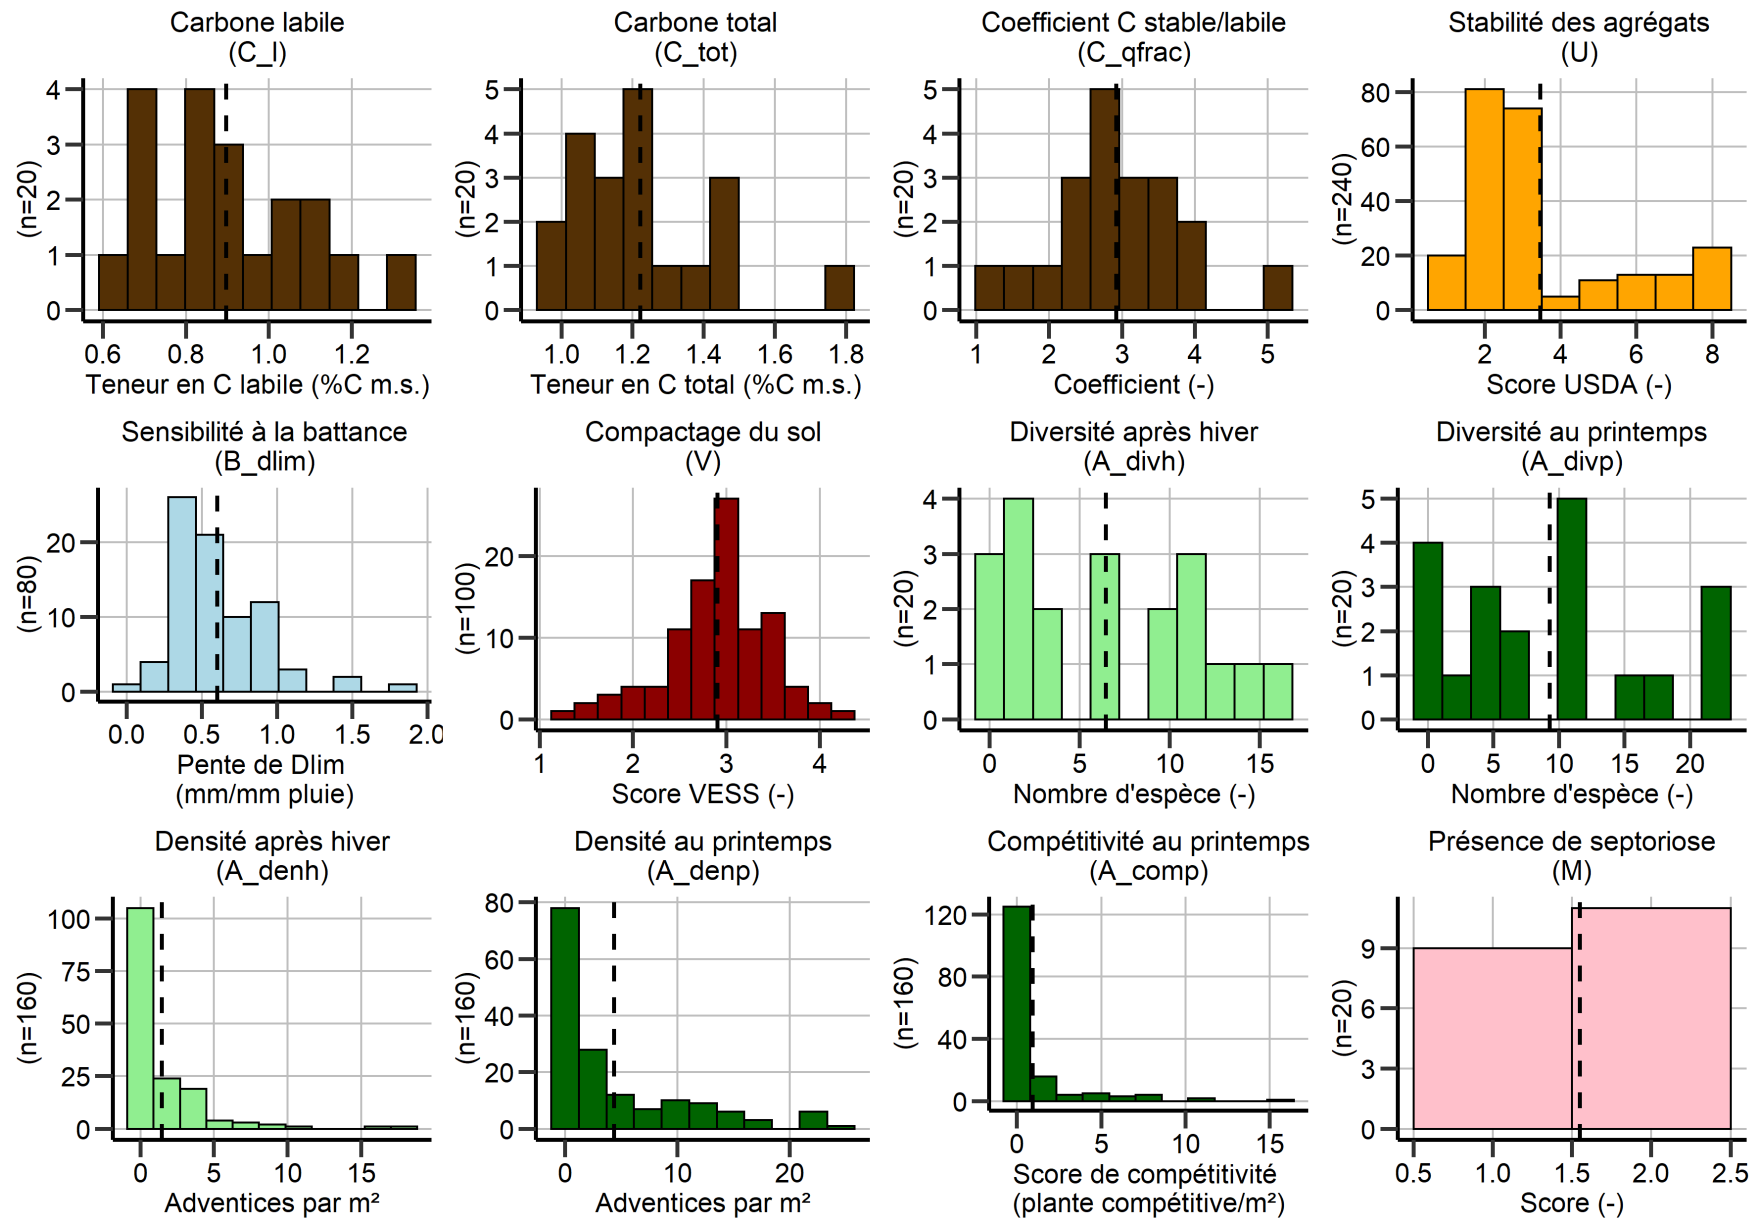 Carbone labile
(C_l)
4
3
2
1
0
(n=20)
0.6 0.8 1.0 1.2
Teneur en C labile (%C m.s.)
Carbone total
(C_tot)
5
4
3
2
1
0
(n=20)
1.0 1.2 1.4 1.6 1.8
Teneur en C total (%C m.s.)
Coefficient C stable/labile
(C_qfrac)
5
4
3
2
1
0
(n=20)
1 2 3 4 5
Coefficient (-)
Stabilité des agrégats
(U)
80
60
40
20
0
(n=240)
2 4 6 8
Score USDA (-)
Sensibilité à la battance
(B_dlim)
20
10
0
(n=80)
0.0 0.5 1.0 1.5 2.0
Pente de Dlim
(mm/mm pluie)
Compactage du sol
(V)
20
10
0
(n=100)
1 2 3 4
Score VESS (-)
Diversité après hiver
(A_divh)
4
3
2
1
0
(n=20)
0 5 10 15
Nombre d'espèce (-)
Diversité au printemps
(A_divp)
5
4
3
2
1
0
(n=20)
0 5 10 15 20
Nombre d'espèce (-)
Densité après hiver
(A_denh)
100
75
50
25
0
(n=160)
0 5 10 15
Adventices par m²
Densité au printemps
(A_denp)
80
60
40
20
0
(n=160)
0 10 20
Adventices par m²
Compétitivité au printemps
(A_comp)
120
80
40
0
(n=160)
0 5 10 15
Score de compétitivité
(plante compétitive/m²)
Présence de septoriose
(M)
9
6
3
0
(n=20)
0.5 1.0 1.5 2.0 2.5
Score (-)